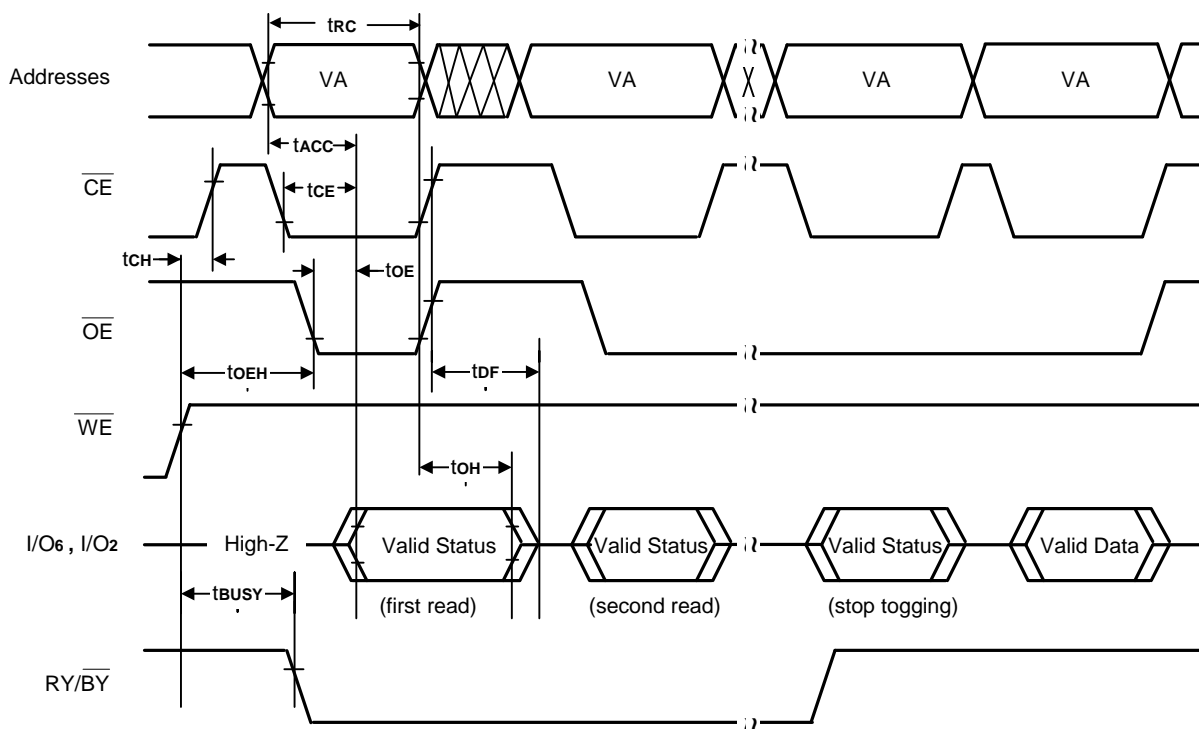 tRC
Addresses VA VA VA VA
tACC
CE tCE
tCH tOE
OE
tOEH tDF
WE
tOH
I/O6 , I/O2 High-Z Valid Status Valid Status Valid Status Valid Data
tBUSY (first read) (second read) (stop togging)
RY/BY